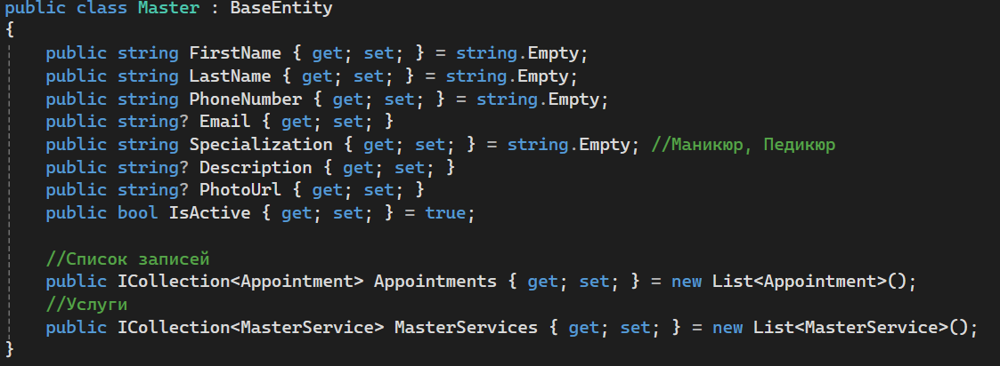 public class Master : BaseEntity
{
public string FirstName { get; set; } = string.Empty;
public string LastName { get; set; } = string.Empty;
public string PhoneNumber { get; set; } = string.Empty;
public string? Email { get; set; }
public string Specialization { get; set; } = string.Empty; //Маникюр, Педикюр
public string? Description { get; set; }
public string? PhotoUrl { get; set; }
public bool IsActive { get; set; } = true;
//Список записей
public ICollection<Appointment> Appointments { get; set; } = new List<Appointment>();
//Услуги
public ICollection<MasterService> MasterServices { get; set; } = new List<MasterService>();
}